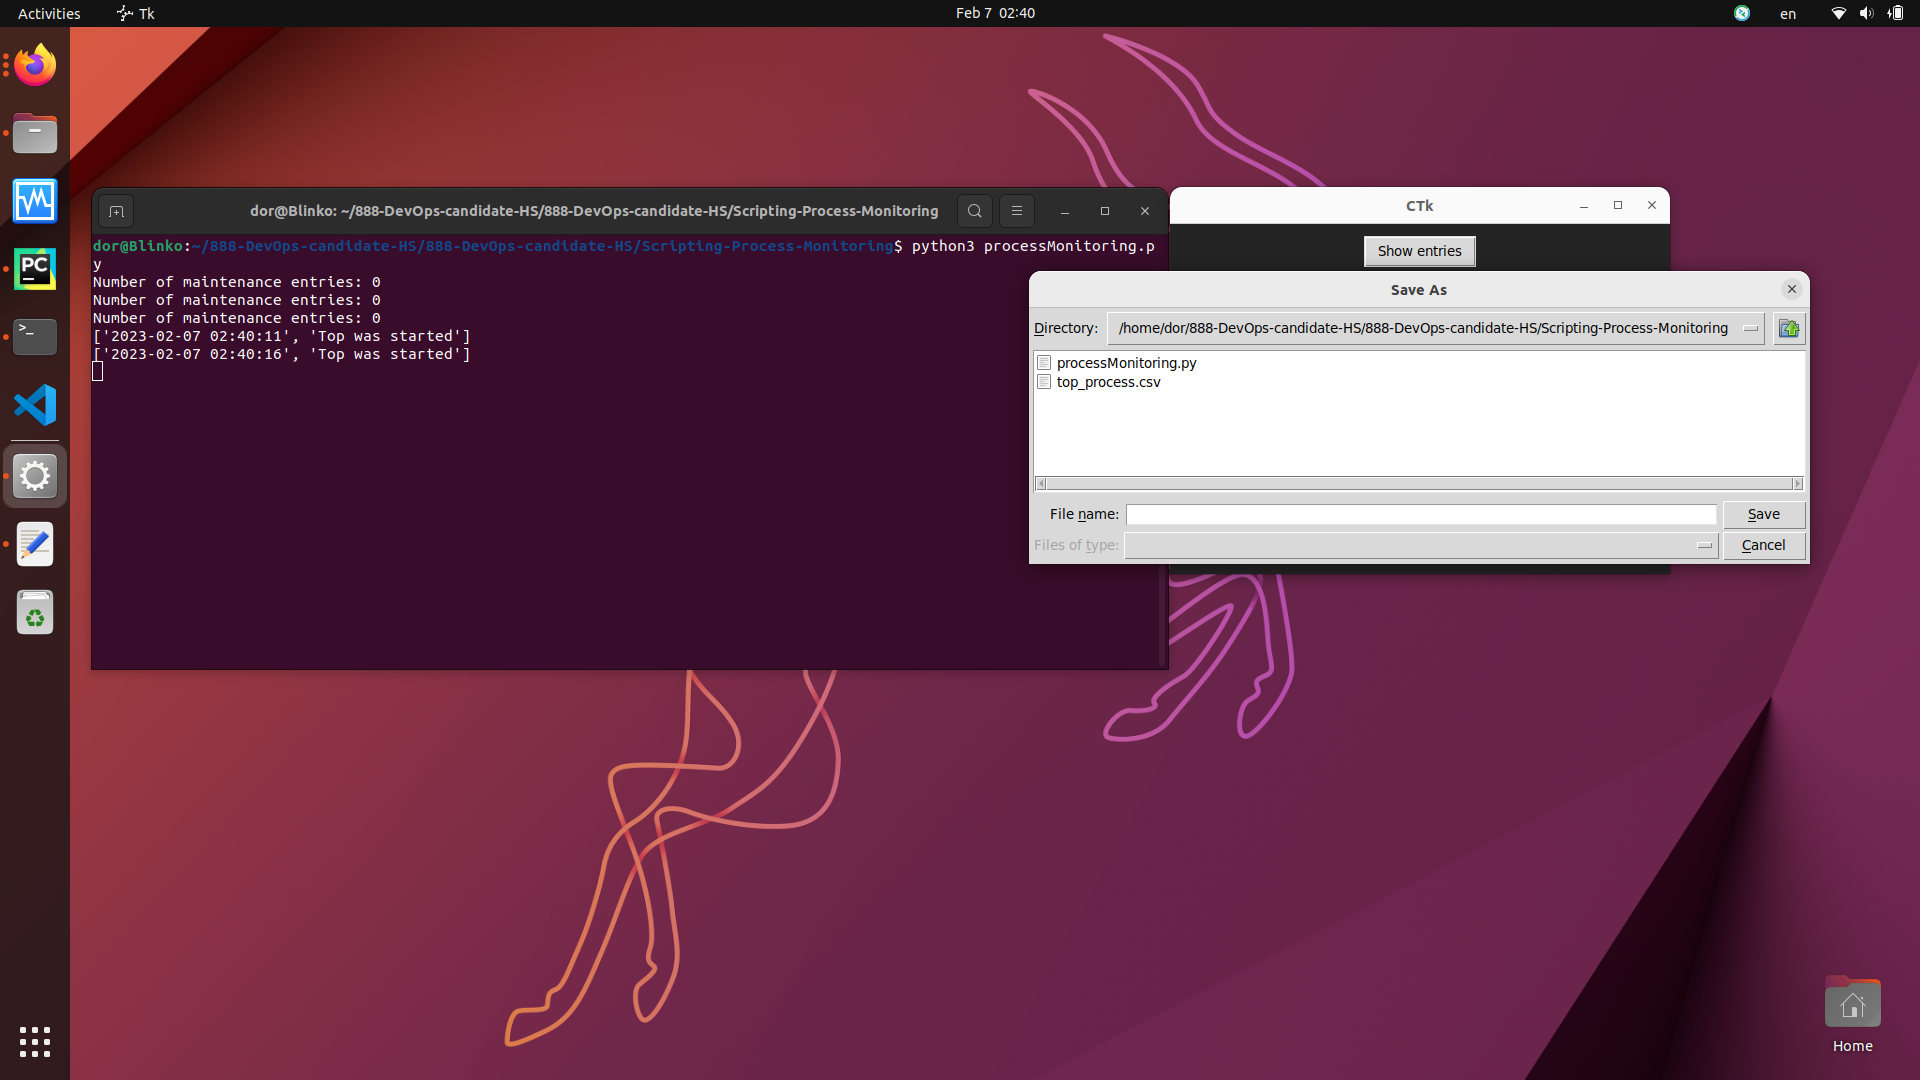 Activities
Tk
Feb 7 02:40
en
dor@Blinko: ~/888-DevOps-candidate-HS/888-DevOps-candidate-HS/Scripting-Process-Monitoring
dor@Blinko:~/888-DevOps-candidate-HS/888-DevOps-candidate-HS/Scripting-Process-Monitoring$ python3 processMonitoring.p
y
Number of maintenance entries: 0
Number of maintenance entries: 0
Number of maintenance entries: 0
['2023-02-07 02:40:11', 'Top was started']
['2023-02-07 02:40:16', 'Top was started']
CTk
Show entries
Save As
Directory: /home/dor/888-DevOps-candidate-HS/888-DevOps-candidate-HS/Scripting-Process-Monitoring
processMonitoring.py
top_process.csv
File name:
Save
Files of type:
Cancel
PC
>_
Home